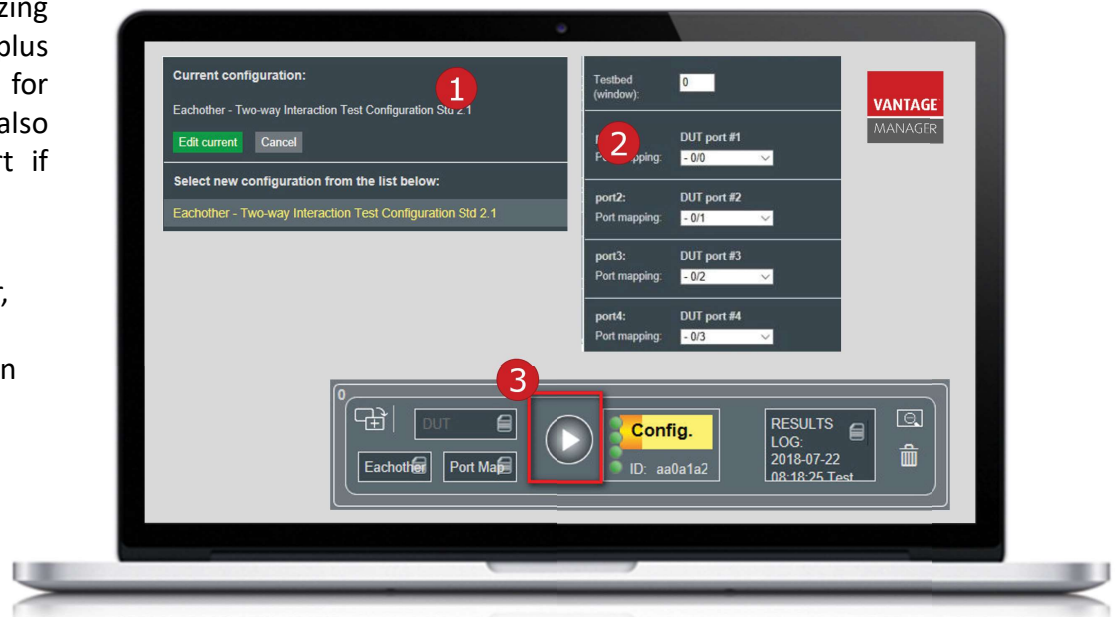 zing
plus
for
also
rt if
r,
n
Current configuration:
1
Eachother - Two-way Interaction Test Configuration Std 2.1
Edit current Cancel
Select new configuration from the list below:
Eachother - Two-way Interaction Test Configuration Std 2.1
Testbed
(window):
0
2
DUT port #1
Port mapping: - 0/0
port2: DUT port #2
Port mapping: - 0/1
port3: DUT port #3
Port mapping: - 0/2
port4: DUT port #4
Port mapping: - 0/3
VANTAGE
MANAGER
3
0
DUT
Eachother Port Map
Config.
ID: aa0a1a2
RESULTS
LOG:
2018-07-22
08:18:25 Test